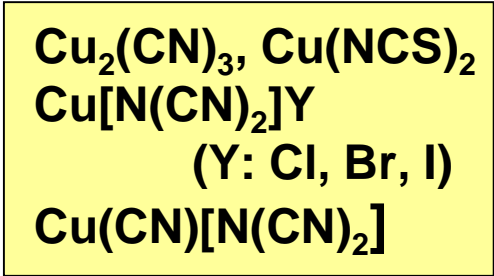 Cu₂(CN)₃, Cu(NCS)₂
Cu[N(CN)₂]Y
(Y: Cl, Br, I)
Cu(CN)[N(CN)₂]